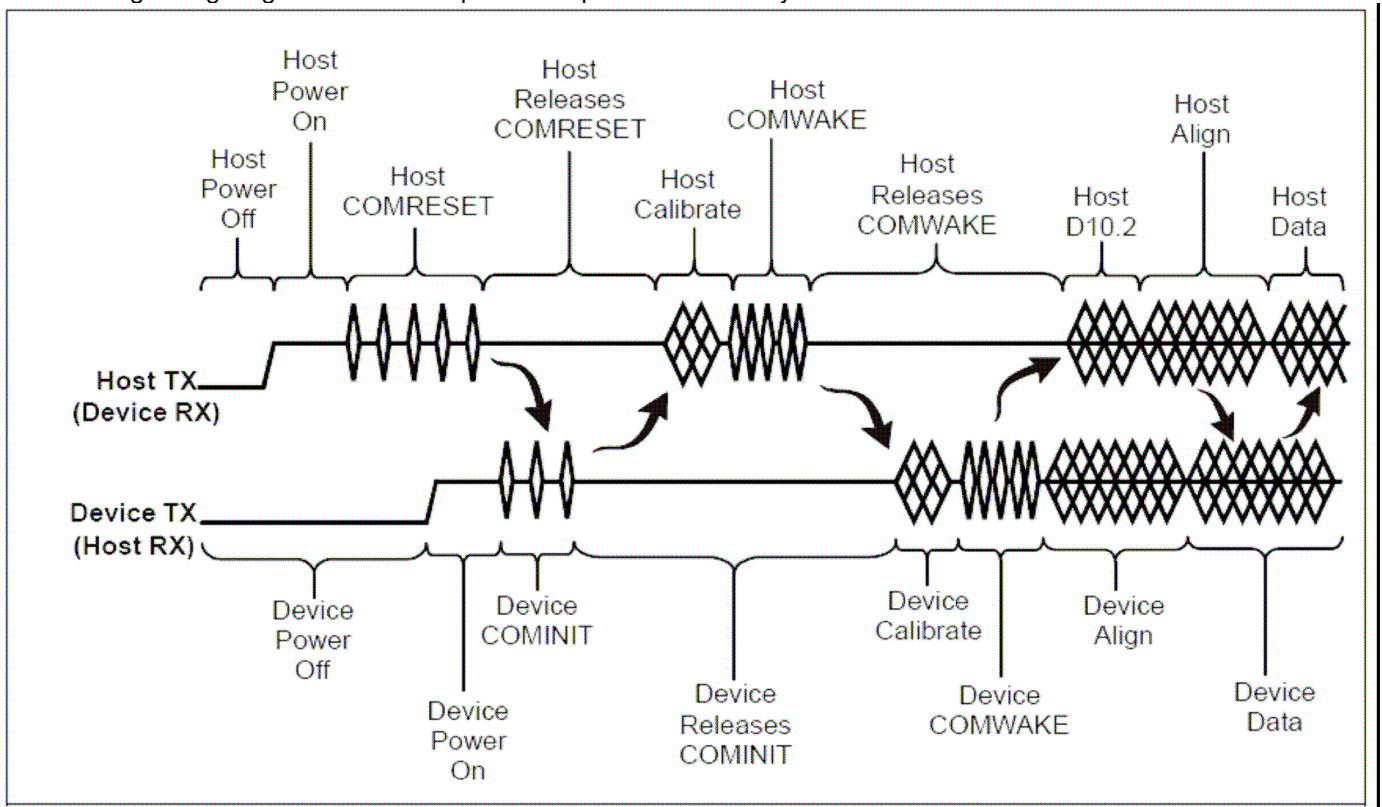 Host
Power
Off
Host
Power
On
Host
COMRESET
Host
Releases
COMRESET
Host
Calibrate
Host
COMWAKE
Host
Releases
COMWAKE
Host
D10.2
Host
Align
Host
Data
Host TX
(Device RX)
Device TX
(Host RX)
Device
Power
Off
Device
Power
On
Device
COMINIT
Device
Releases
COMINIT
Device
Calibrate
Device
COMWAKE
Device
Align
Device
Data